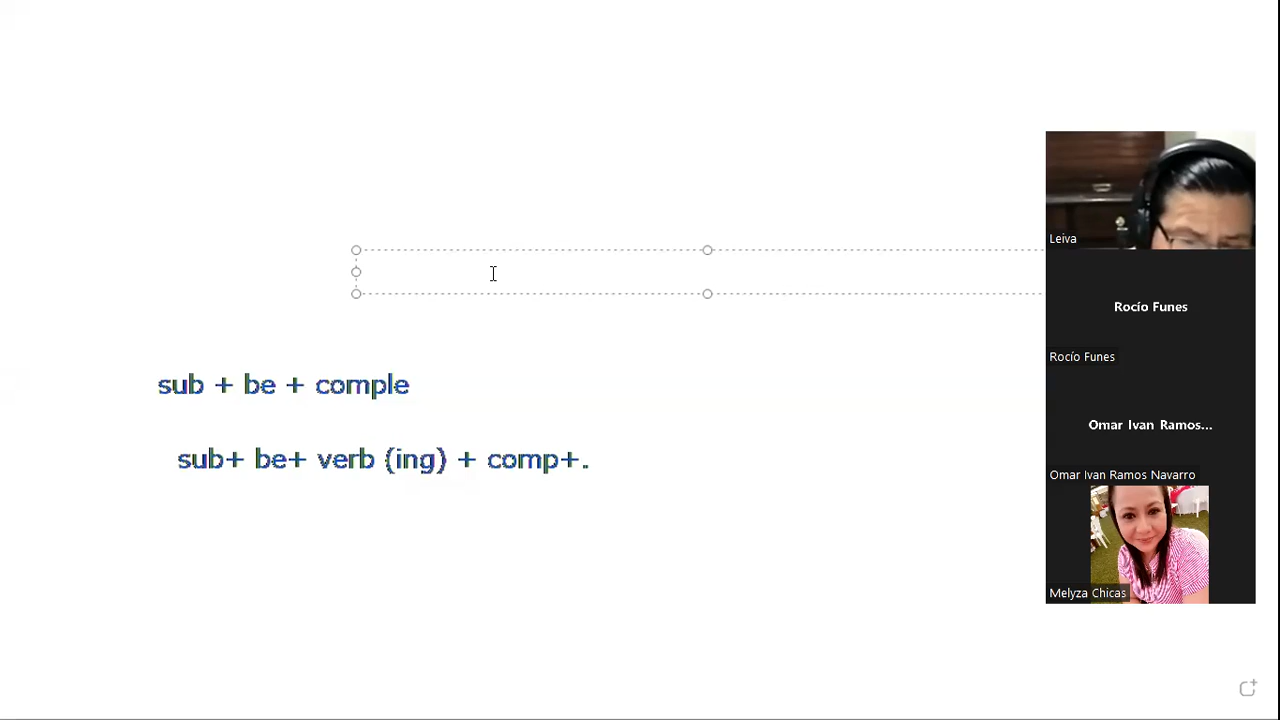 Leiva
Rocío Funes
Rocío Funes
sub + be + comple
Omar Ivan Ramos...
sub+ be+ verb (ing) + comp+.
Omar Ivan Ramos Navarro
Melyza Chicas